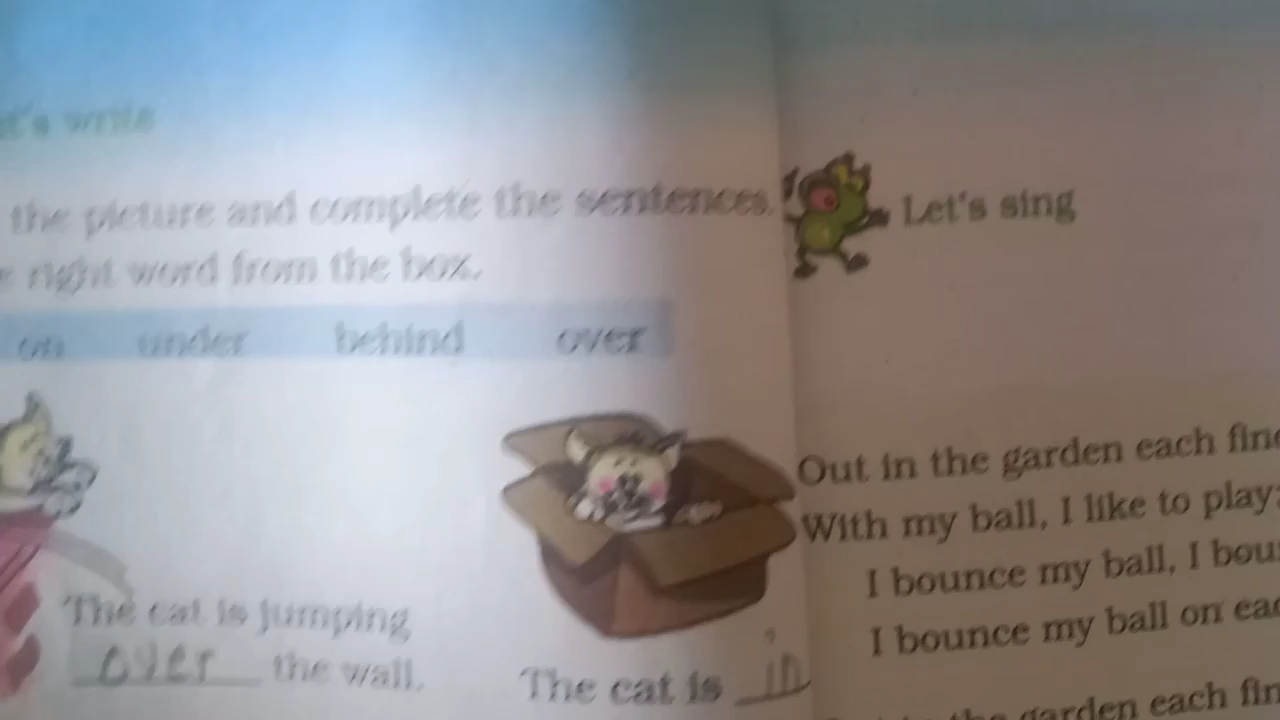 t's write
the picture and complete the sentences.
right word from the box.
on under behind over
The cat is jumping
over the wall.
The cat is in
Let's sing
Out in the garden each fine
With my ball, I like to play;
I bounce my ball, I bou
I bounce my ball on ea
the garden each fin